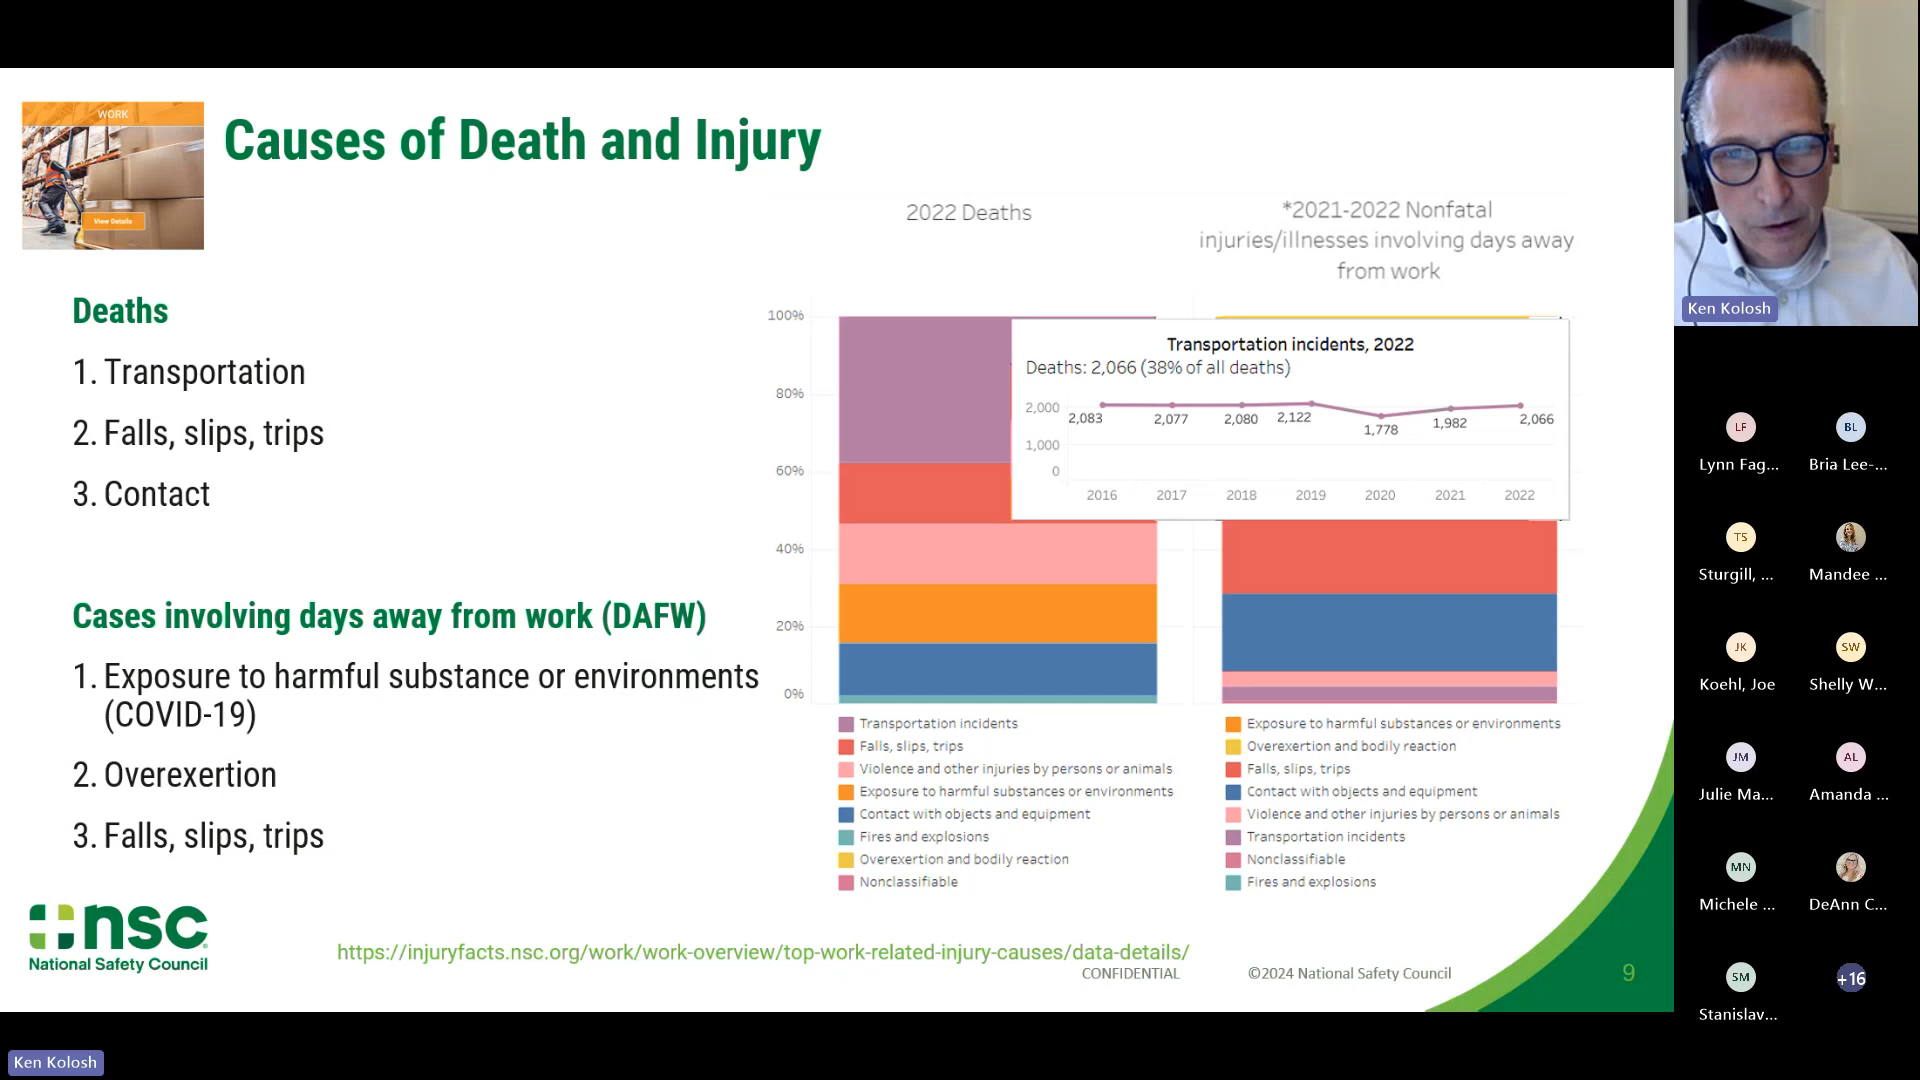 WORK
View Details
Causes of Death and Injury
Deaths
1. Transportation
2. Falls, slips, trips
3. Contact
Cases involving days away from work (DAFW)
1. Exposure to harmful substance or environments
(COVID-19)
2. Overexertion
3. Falls, slips, trips
2022 Deaths
*2021-2022 Nonfatal
injuries/illnesses involving days away
from work
100%
80%
60%
40%
20%
0%
Transportation incidents, 2022
Deaths: 2,066 (38% of all deaths)
2,000
1,000
0
2,083
2,077
2,080
2,122
1,778
1,982
2,066
2016 2017 2018 2019 2020 2021 2022
Transportation incidents
Falls, slips, trips
Violence and other injuries by persons or animals
Exposure to harmful substances or environments
Contact with objects and equipment
Fires and explosions
Overexertion and bodily reaction
Nonclassifiable
Exposure to harmful substances or environments
Overexertion and bodily reaction
Falls, slips, trips
Contact with objects and equipment
Violence and other injuries by persons or animals
Transportation incidents
Nonclassifiable
Fires and explosions
nsc
National Safety Council
https://injuryfacts.nsc.org/work/work-overview/top-work-related-injury-causes/data-details/
CONFIDENTIAL
©2024 National Safety Council
9
Ken Kolosh
LF
Lynn Fag...
BL
Bria Lee-...
TS
Sturgill, ...
Mandee ...
JK
Koehl, Joe
SW
Shelly W...
JM
Julie Ma...
AL
Amanda ...
MN
Michele ...
DeAnn C...
SM
Stanislav...
+16
Ken Kolosh